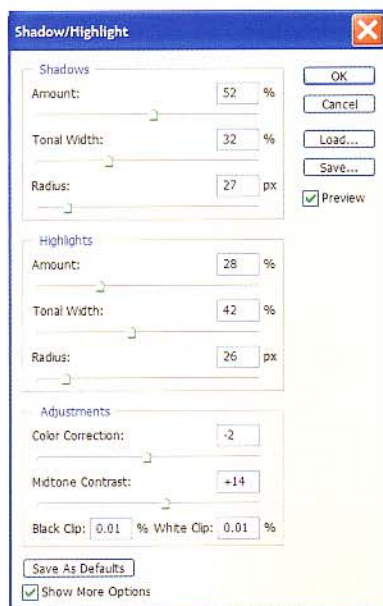 Shadow/Highlight
Shadows
Amount: 52 %
Tonal Width: 32 %
Radius: 27 px
Highlights
Amount: 28 %
Tonal Width: 42 %
Radius: 26 px
Adjustments
Color Correction: -2
Midtone Contrast: +14
Black Clip: 0.01 % White Clip: 0.01 %
Save As Defaults
Show More Options
OK
Cancel
Load...
Save...
Preview